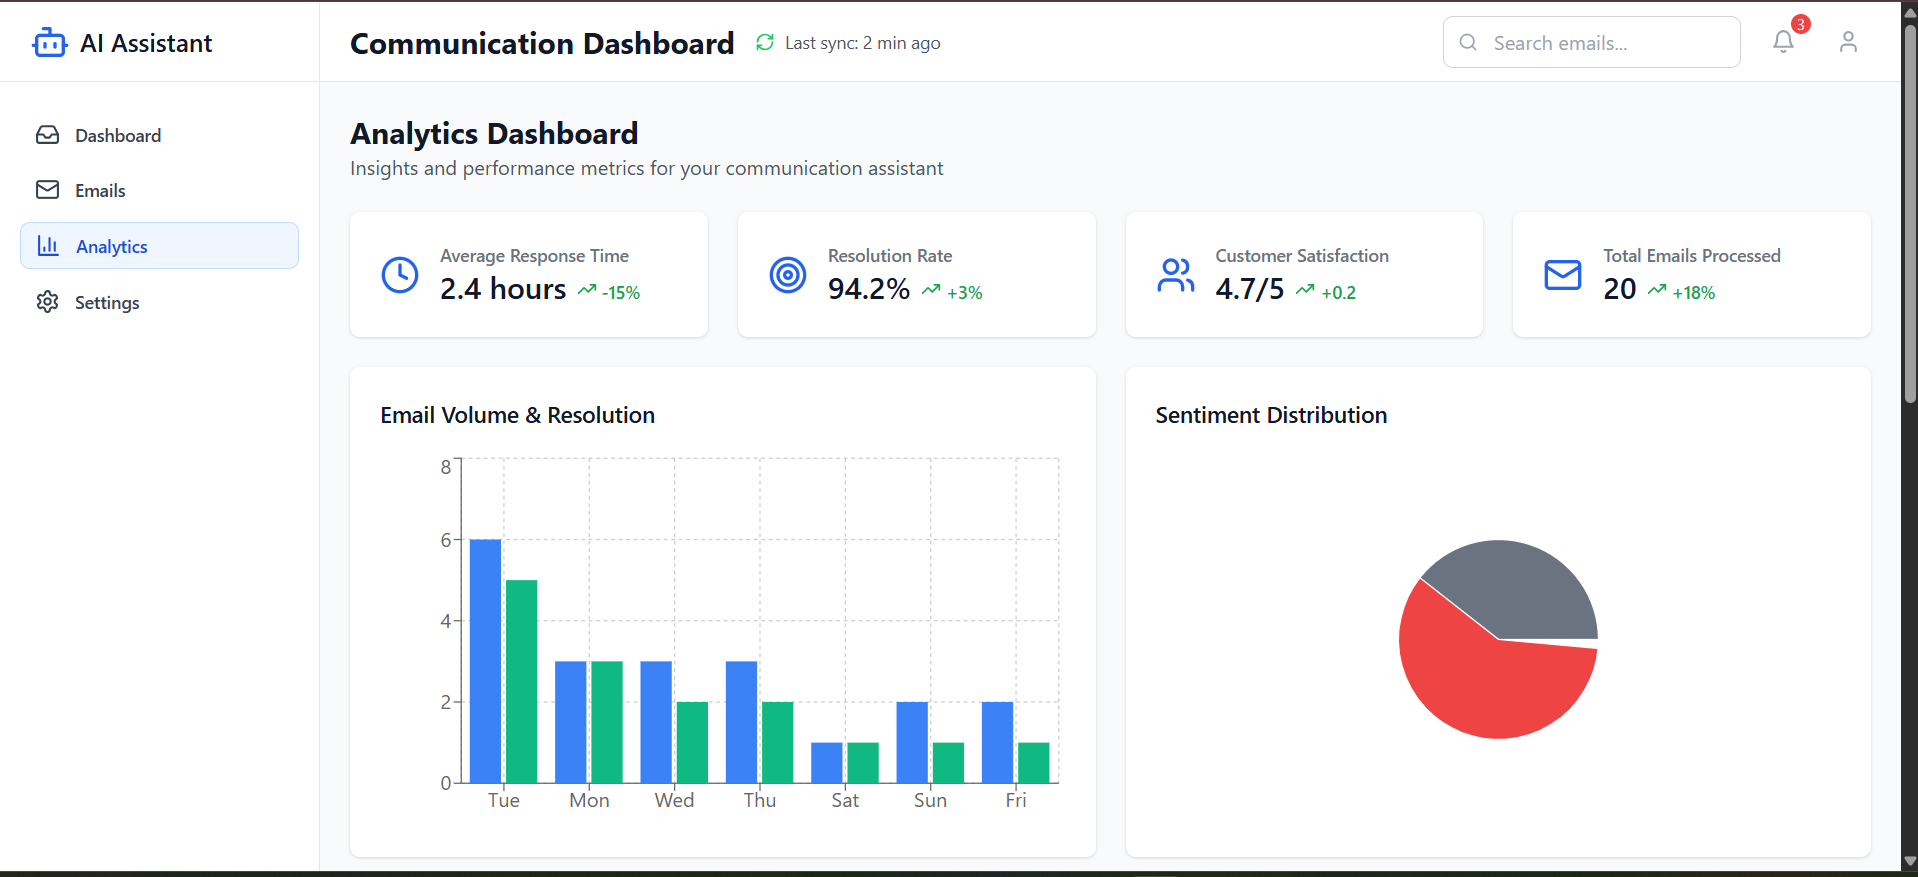 AI Assistant
Communication Dashboard
Last sync: 2 min ago
Search emails...
3
Dashboard
Emails
Analytics
Settings
Analytics Dashboard
Insights and performance metrics for your communication assistant
Average Response Time
2.4 hours -15%
Resolution Rate
94.2% +3%
Customer Satisfaction
4.7/5 +0.2
Total Emails Processed
20 +18%
Email Volume & Resolution
8
6
4
2
0
Tue Mon Wed Thu Sat Sun Fri
Sentiment Distribution